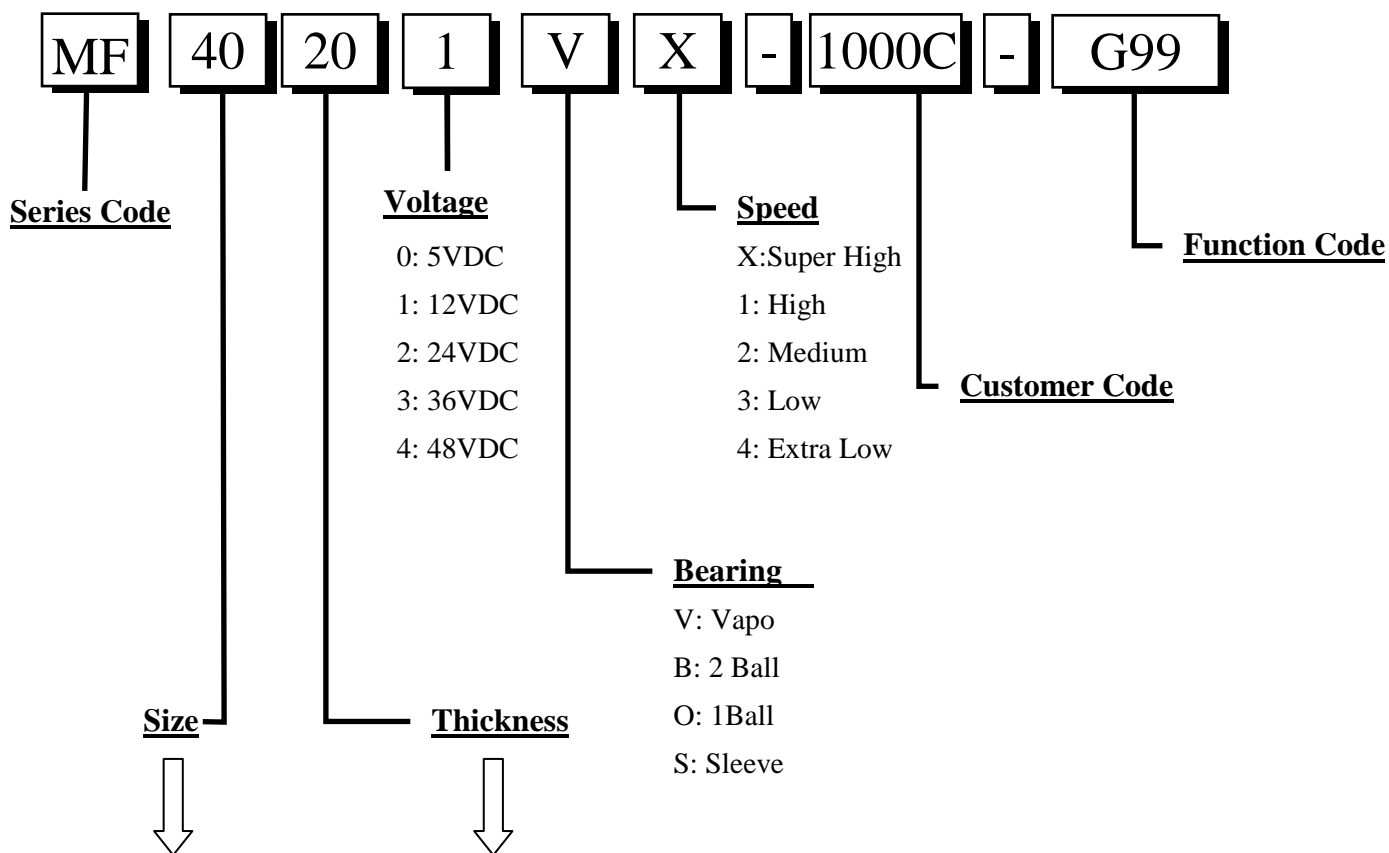 MF 40 20 1 V X - 1000C - G99
Series Code
Voltage
0: 5VDC
1: 12VDC
2: 24VDC
3: 36VDC
4: 48VDC
Speed
X:Super High
1: High
2: Medium
3: Low
4: Extra Low
Function Code
Customer Code
Bearing
V: Vapo
B: 2 Ball
O: 1Ball
S: Sleeve
Size
Thickness